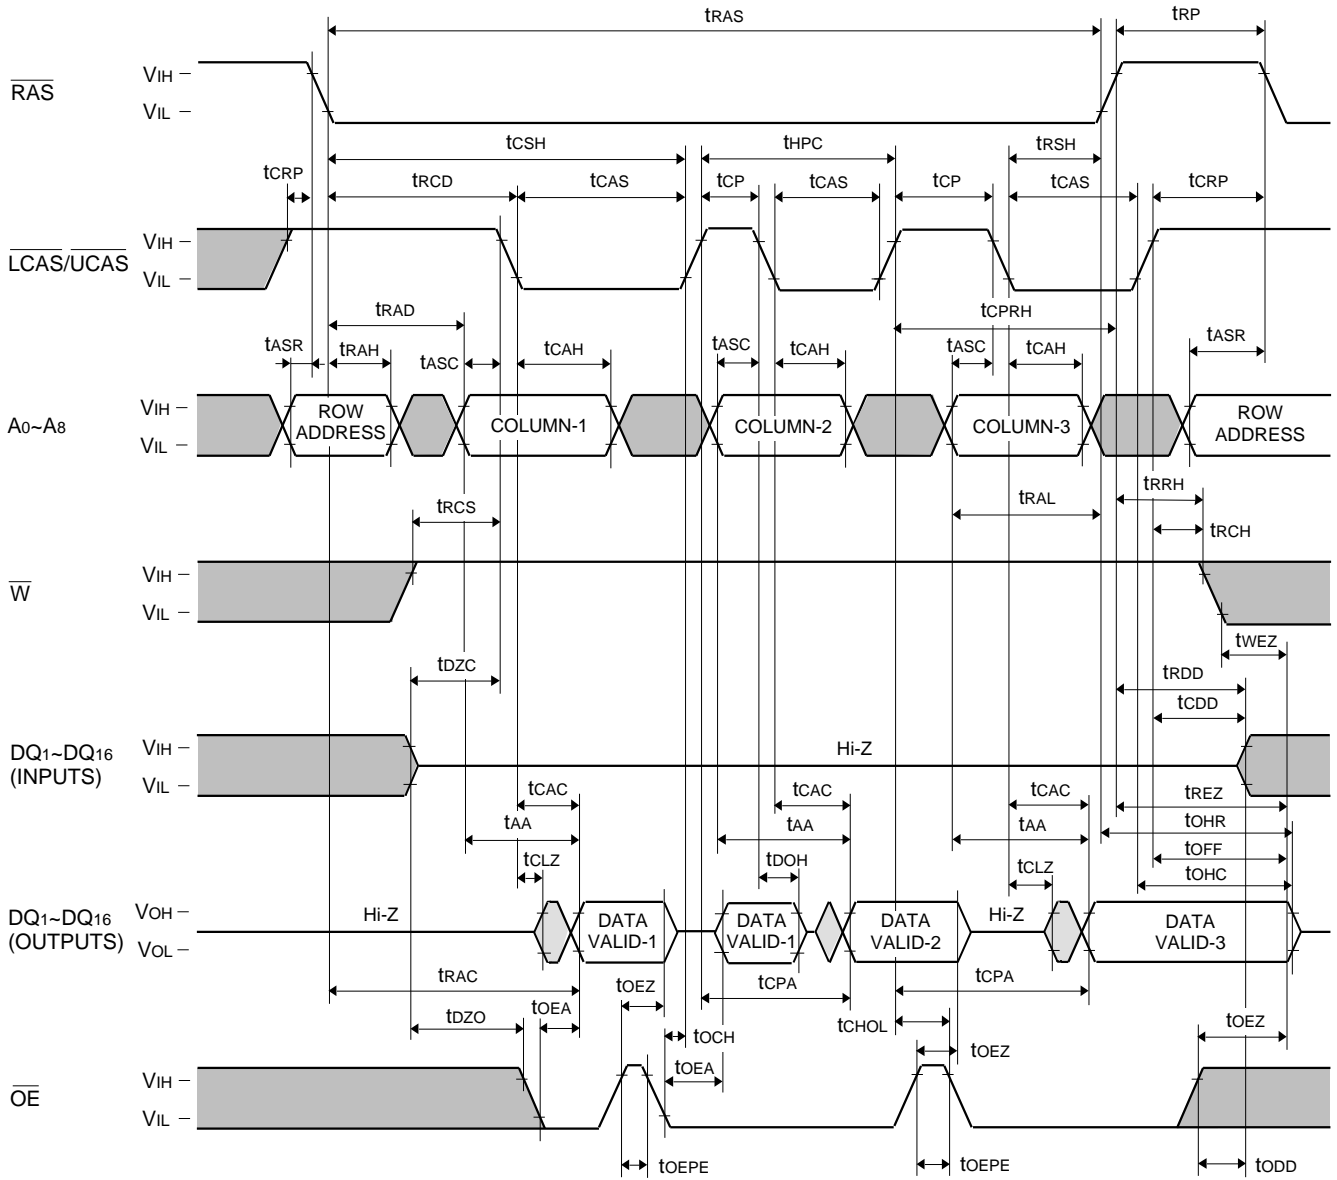 tRAS tRP
RAS VIH
VIL
tCSH tHPC tRSH
tCRP tRCD tCAS tCP tCAS tCP tCAS tCRP
LCAS/UCAS VIH
VIL
tRAD tCPRH
tASR tRAH tASC tCAH tASC tCAH tASC tCAH tASR
A0~A8 VIH
VIL
ROW ADDRESS
COLUMN-1
COLUMN-2
COLUMN-3
ROW ADDRESS
tRCS tRAL tRRH
tRCH
W VIH
VIL
tWEZ
tDZC tRDD
tCDD
DQ1~DQ16 (INPUTS) VIH
VIL
Hi-Z
tCAC tCAC tCAC tREZ
tAA tAA tAA tOHR
tCLZ tDOH tCLZ tOFF
tOHC
DQ1~DQ16 (OUTPUTS) VOH
VOL
Hi-Z
DATA VALID-1
DATA VALID-1
DATA VALID-2
Hi-Z
DATA VALID-3
tRAC tOEZ tCPA tCPA
tDZO tOEA tOCH tCHOL tOEZ
tOEA tOEZ
OE VIH
VIL
tOEPE tOEPE tODD